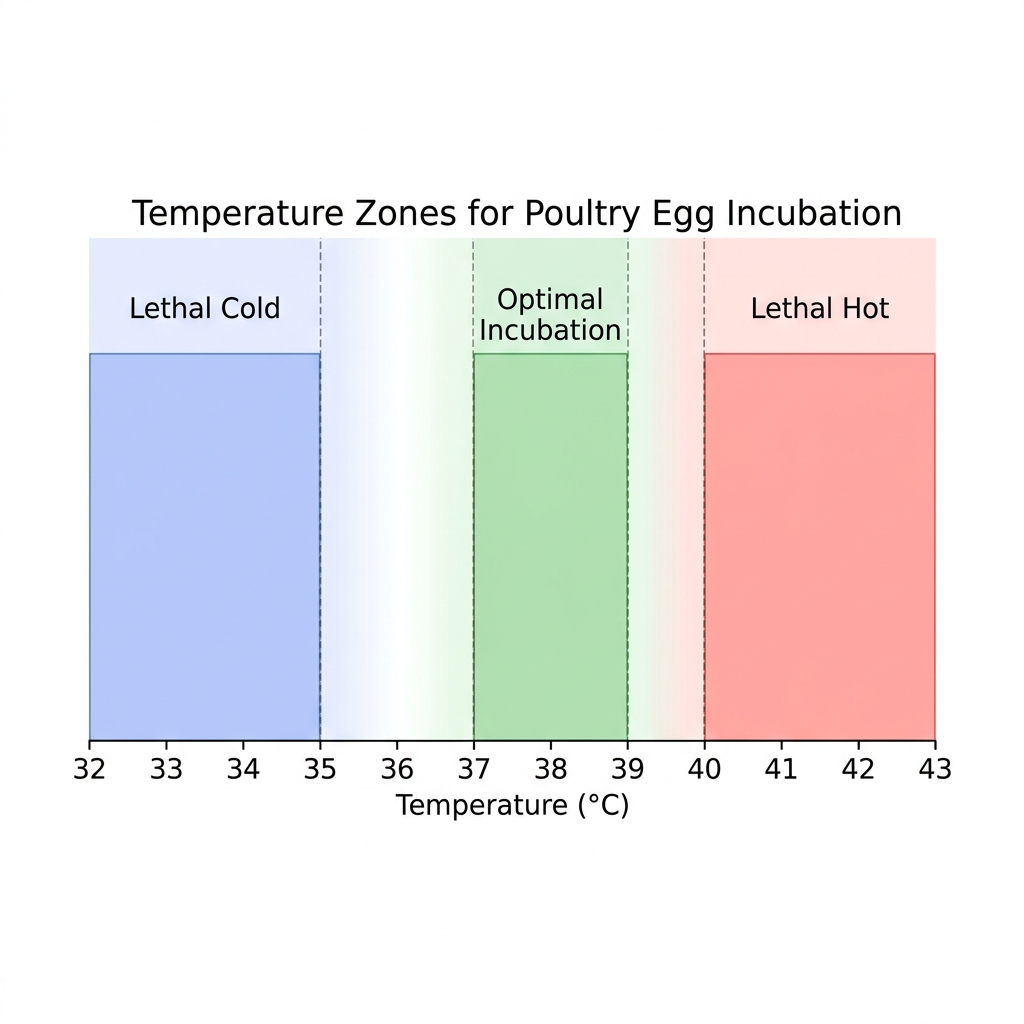 Temperature Zones for Poultry Egg Incubation
Lethal Cold
Optimal
Incubation
Lethal Hot
32 33 34 35 36 37 38 39 40 41 42 43
Temperature (°C)